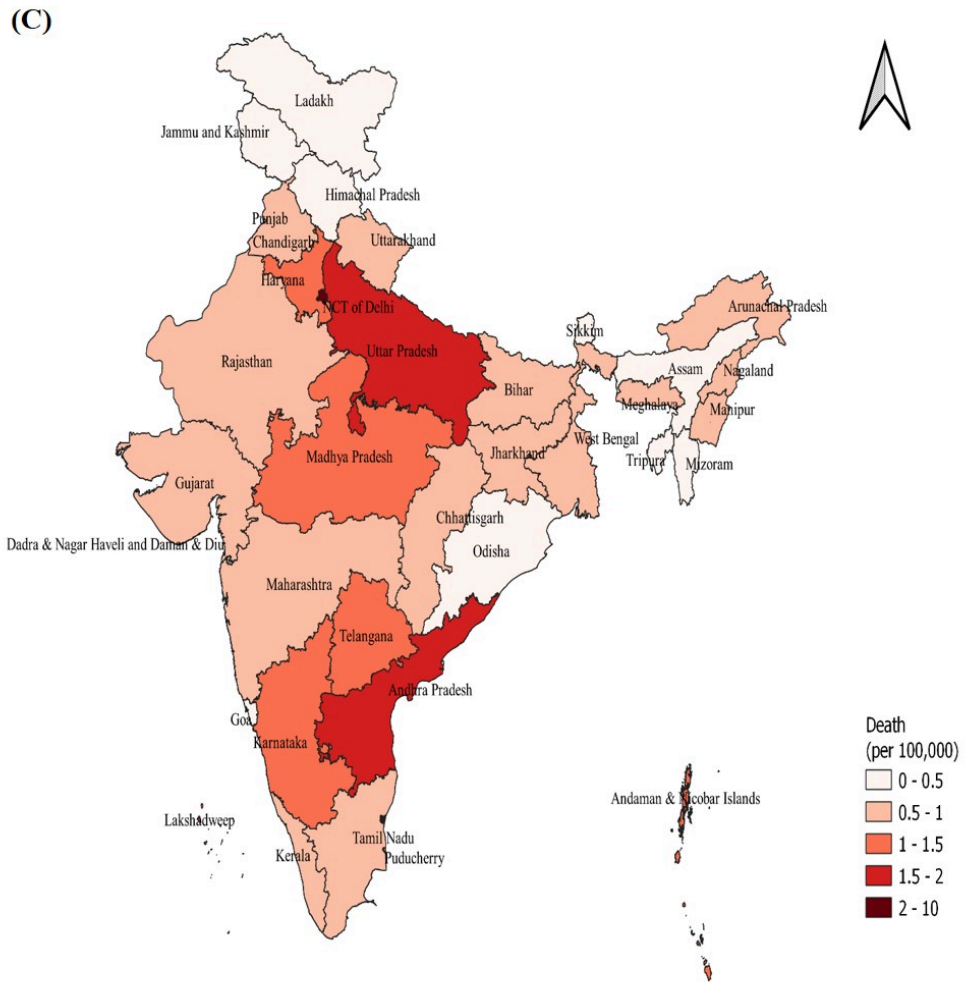 (C)
Ladakh
Jammu and Kashmir
Himachal Pradesh
Punjab
Chandigarh
Uttarakhand
Haryana
NCT of Delhi
Arunachal Pradesh
Sikkim
Rajasthan
Uttar Pradesh
Assam
Nagaland
Bihar
Meghalaya
Manipur
West Bengal
Jharkhand
Madhya Pradesh
Tripura
Mizoram
Gujarat
Chhattisgarh
Dadra & Nagar Haveli and Daman & Diu
Odisha
Maharashtra
Telangana
Andhra Pradesh
Goa
Karnataka
Death
(per 100,000)
0 - 0.5
0.5 - 1
1 - 1.5
1.5 - 2
2 - 10
Andaman & Nicobar Islands
Lakshadweep
Tamil Nadu
Kerala
Puducherry